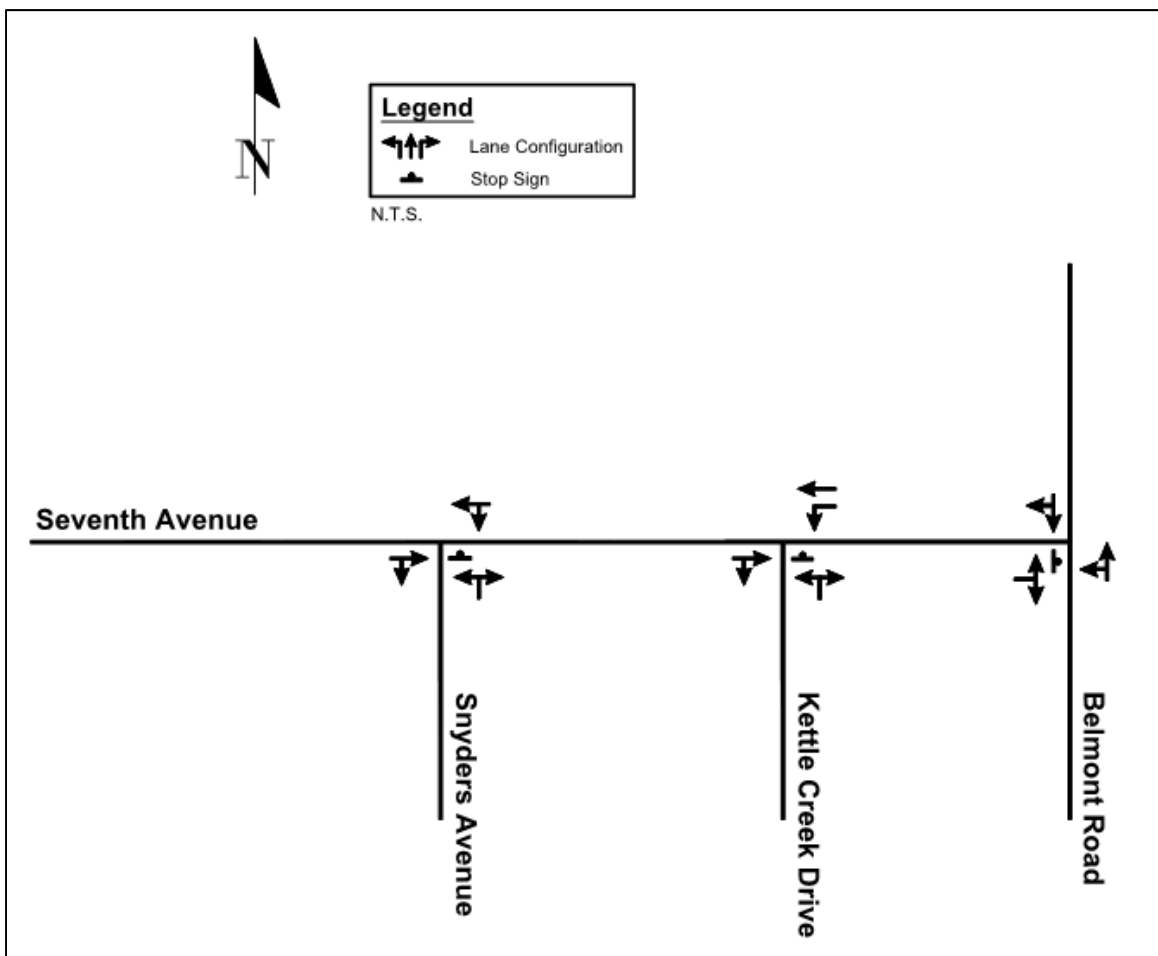 Legend
Lane Configuration
Stop Sign
N.T.S.
N
Seventh Avenue
Snyders Avenue
Kettle Creek Drive
Belmont Road